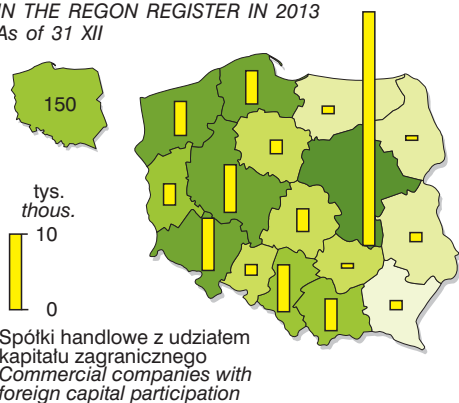 IN THE REGON REGISTER IN 2013
As of 31 XII
150
tys.
thous.
10
0
Spółki handlowe z udziałem
kapitału zagranicznego
Commercial companies with
foreign capital participation